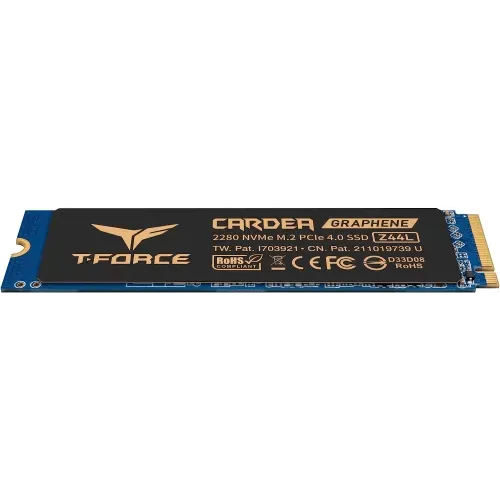 T-FORCE
CARDEA GRAPHENE
2280 NVMe M.2 PCIe 4.0 SSD Z44L
TW. Pat. I703921 - CN. Pat. 211019739 U
RoHS
COMPLIANT
CE FC
D33D08
RoHS